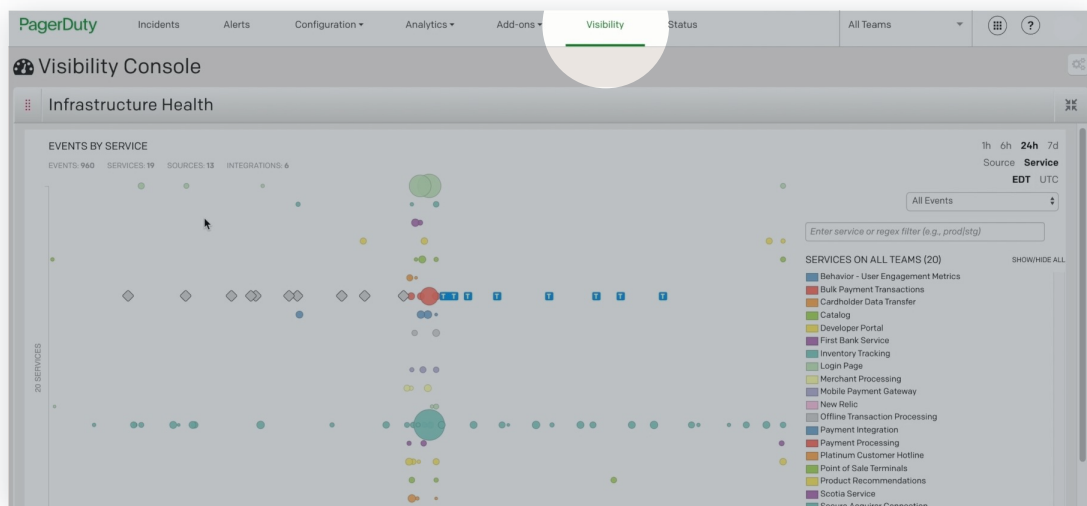 PagerDuty Incidents Alerts Configuration Analytics Add-ons Visibility Status All Teams ?
Visibility Console
Infrastructure Health
EVENTS BY SERVICE
EVENTS: 960 SERVICES: 19 SOURCES: 13 INTEGRATIONS: 6
1h 6h 24h 7d
Source Service
EDT UTC
All Events
Enter service or regex filter (e.g., prod|stg)
SERVICES ON ALL TEAMS (20) SHOW/HIDE ALL
Behavior - User Engagement Metrics
Bulk Payment Transactions
Cardholder Data Transfer
Catalog
Developer Portal
First Bank Service
Inventory Tracking
Login Page
Merchant Processing
Mobile Payment Gateway
New Relic
Offline Transaction Processing
Payment Integration
Payment Processing
Platinum Customer Hotline
Point of Sale Terminals
Product Recommendations
Scotia Service
Secure Acquirer Connection
T T T T T T T T
20 SERVICES